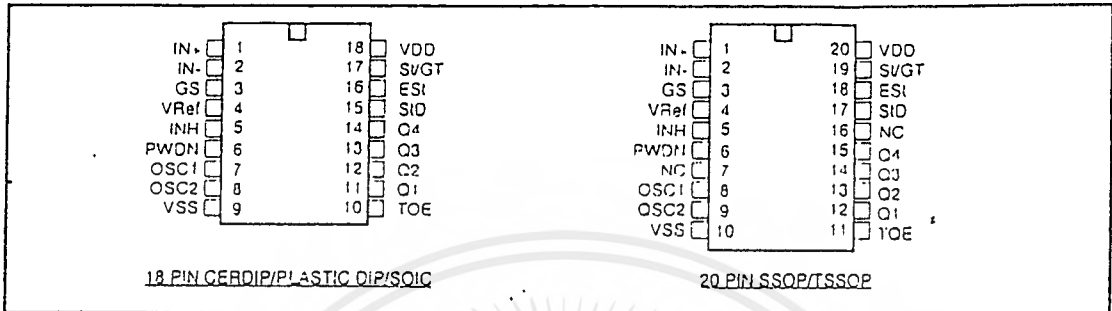 IN+ 1 18 VDD
IN- 2 17 St/GT
GS 3 16 ESt
VRef 4 15 StD
INH 5 14 Q4
PWDN 6 13 Q3
OSC1 7 12 Q2
OSC2 8 11 Q1
VSS 9 10 TOE
18 PIN CERDIP/PLASTIC DIP/SOIC
IN+ 1 20 VDD
IN- 2 19 St/GT
GS 3 18 ESt
VRef 4 17 StD
INH 5 16 NC
PWDN 6 15 Q4
NC 7 14 Q3
OSC1 8 13 Q2
OSC2 9 12 Q1
VSS 10 11 TOE
20 PIN SSOP/TSSOP